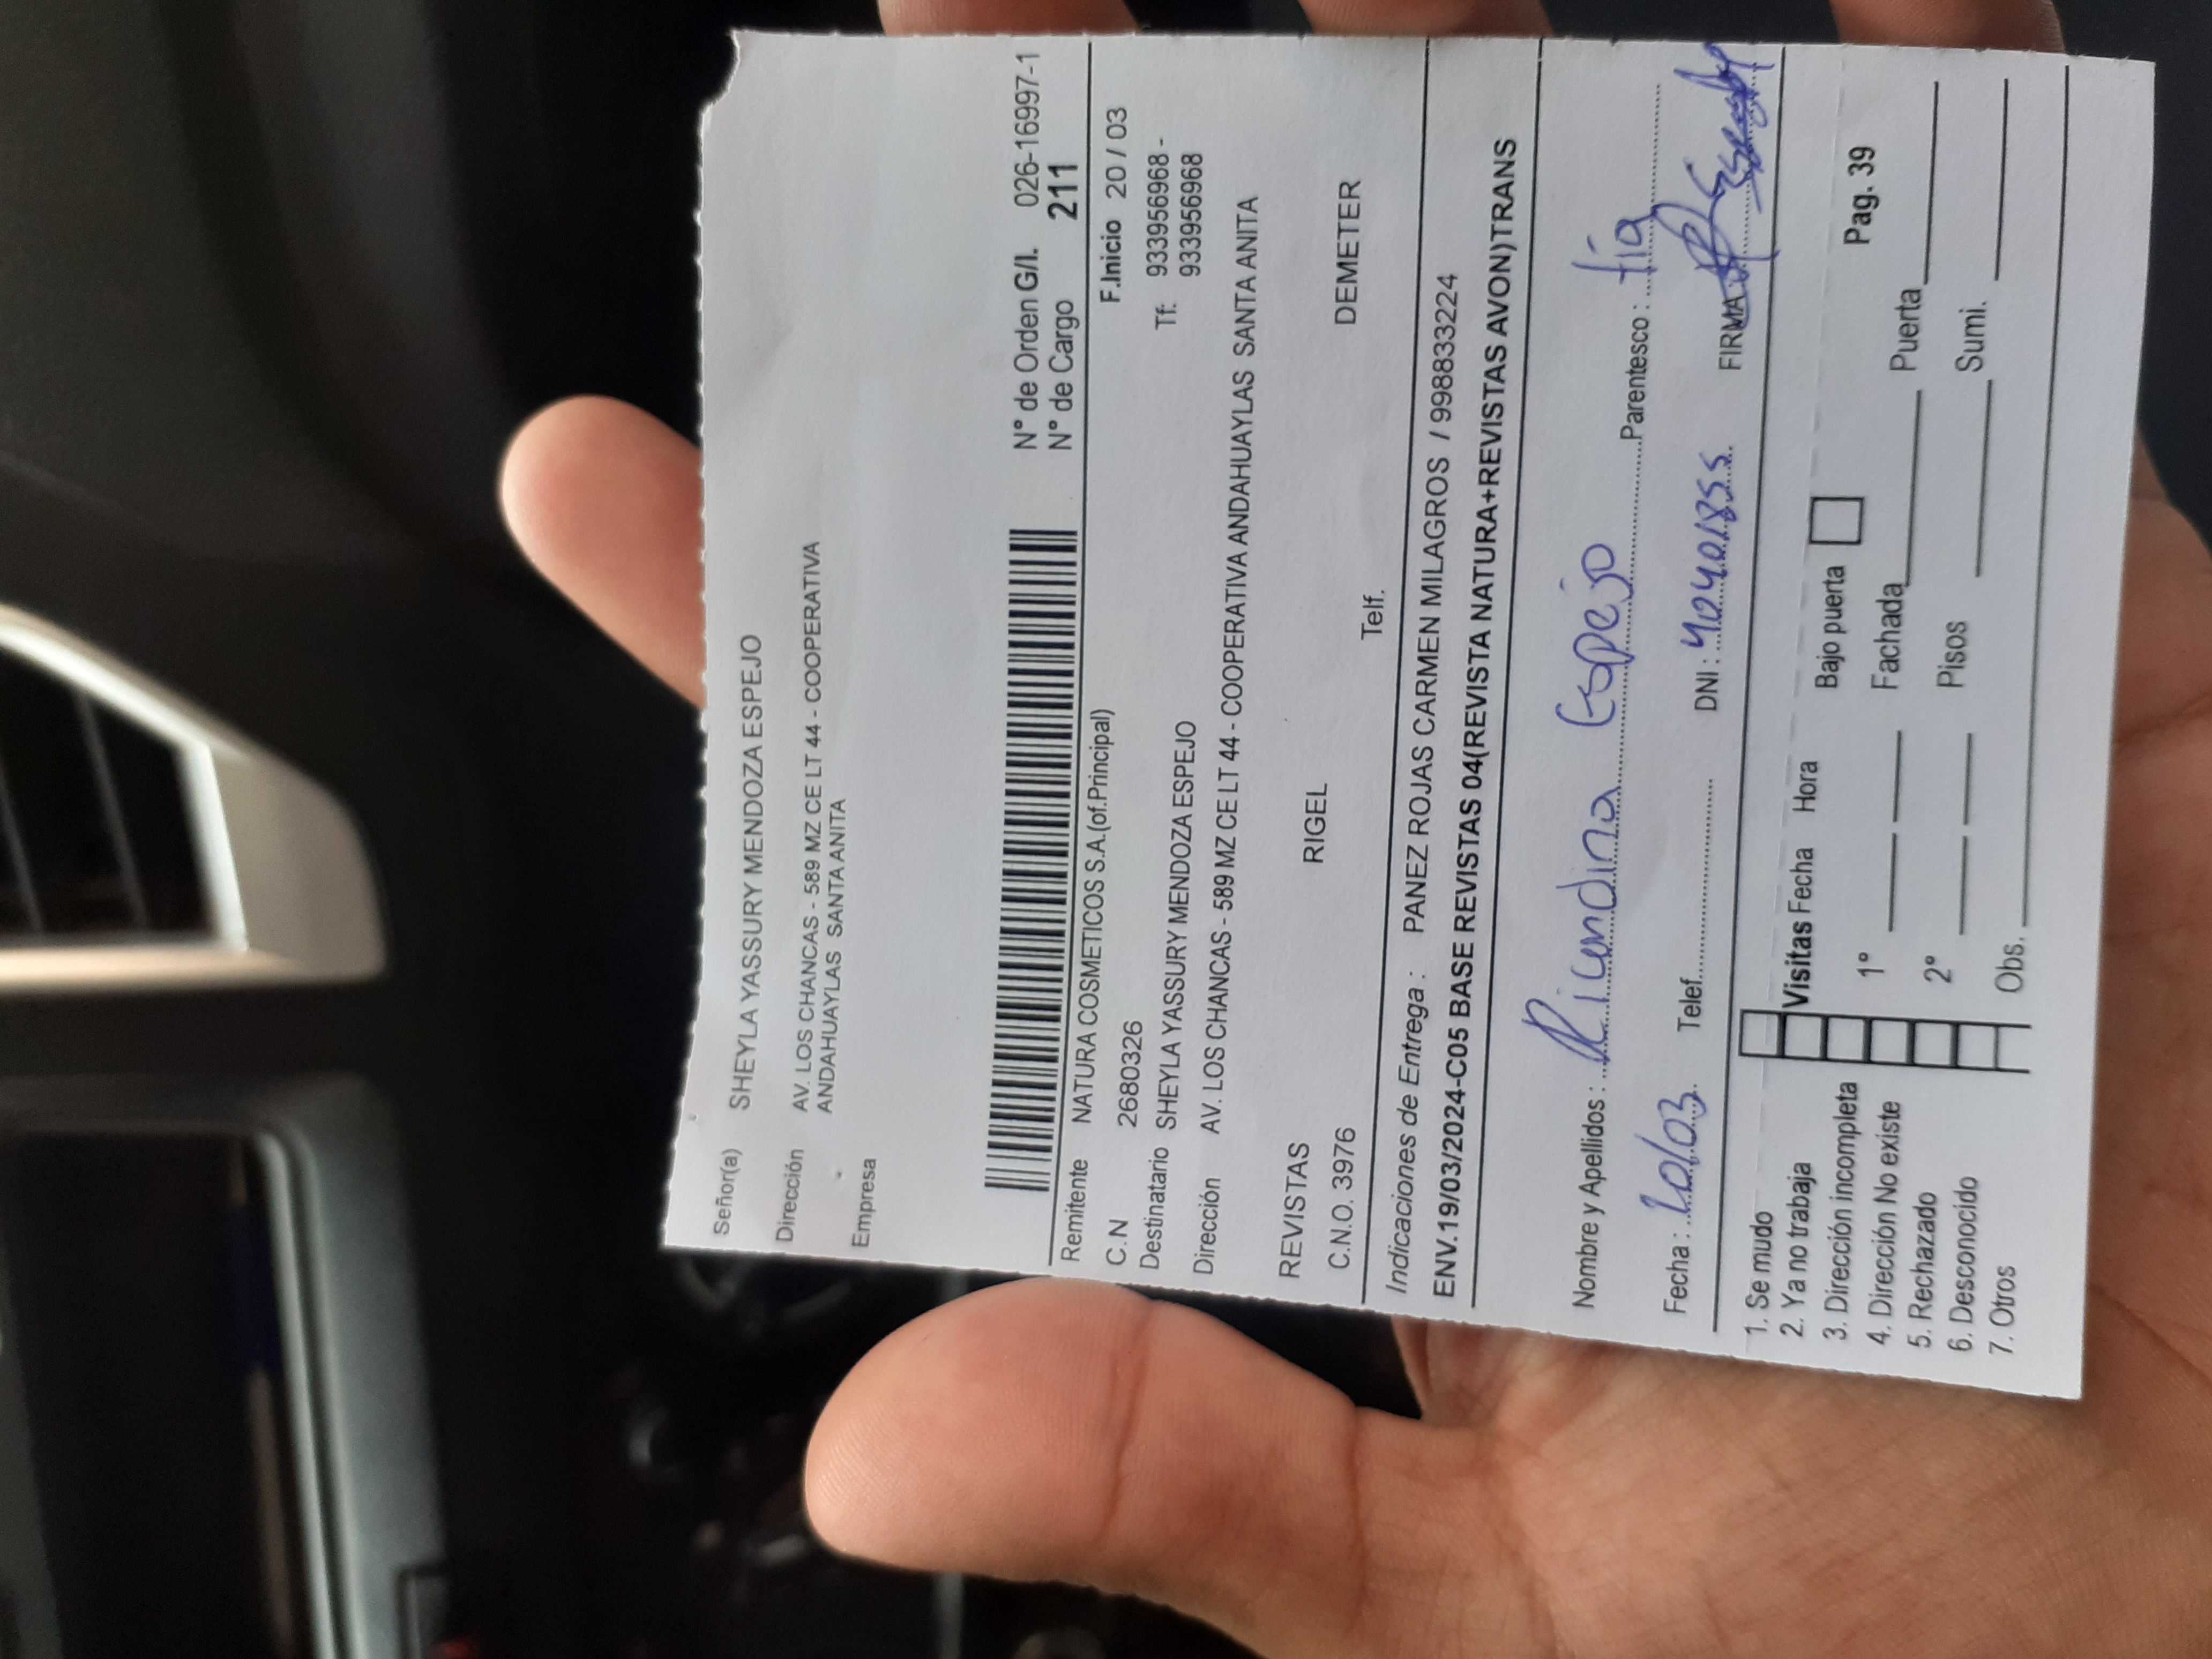 Señor(a) SHEYLA YASSURY MENDOZA ESPEJO
Dirección AV. LOS CHANCAS - 589 MZ CE LT 44 - COOPERATIVA
ANDAHUAYLAS SANTA ANITA
Empresa
N° de Orden G/I. 026-16997-1
N° de Cargo 211
Remitente NATURA COSMETICOS S.A.(of.Principal)
F.Inicio 20 / 03
C.N 2680326
Destinatario SHEYLA YASSURY MENDOZA ESPEJO
Tf: 933956968 -
933956968
Dirección AV. LOS CHANCAS - 589 MZ CE LT 44 - COOPERATIVA ANDAHUAYLAS SANTA ANITA
REVISTAS RIGEL DEMETER
C.N.O. 3976 Telf.
Indicaciones de Entrega : PANEZ ROJAS CARMEN MILAGROS / 998833224
ENV.19/03/2024-C05 BASE REVISTAS 04(REVISTA NATURA+REVISTAS AVON)TRANS
Nombre y Apellidos : Ricundina Espejo Parentesco : tía
Fecha : 20/03 Telef. DNI : 40240855 FIRMA
1. Se mudo
2. Ya no trabaja
3. Dirección incompleta
4. Dirección No existe
5. Rechazado
6. Desconocido
7. Otros
Visitas Fecha Hora Bajo puerta Pag. 39
1° Fachada Puerta
2° Pisos Sumi.
Obs.